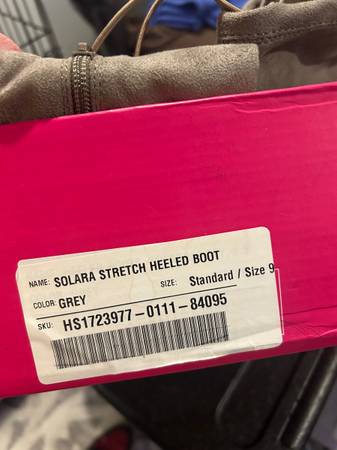 NAME: SOLARA STRETCH HEELED BOOT
COLOR: GREY SIZE: Standard / Size 9
SKU: HS1723977-0111-84095